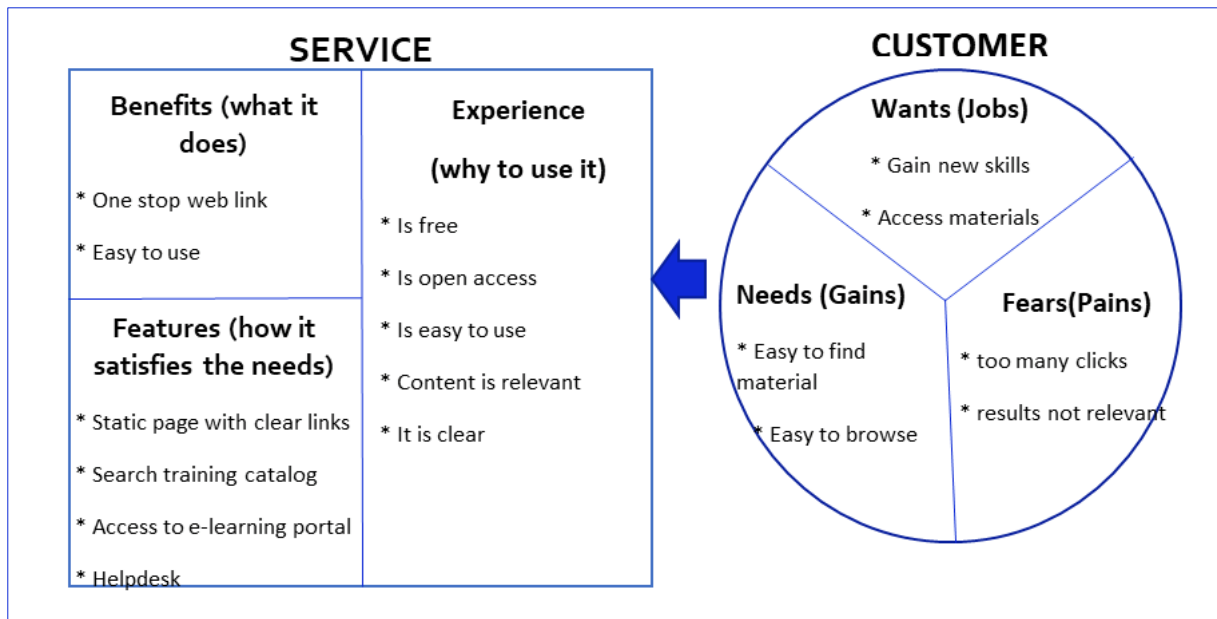 SERVICE
Benefits (what it
does)
* One stop web link
* Easy to use
Features (how it
satisfies the needs)
* Static page with clear links
* Search training catalog
* Access to e-learning portal
* Helpdesk
Experience
(why to use it)
* Is free
* Is open access
* Is easy to use
* Content is relevant
* It is clear
CUSTOMER
Wants (Jobs)
* Gain new skills
* Access materials
Needs (Gains)
* Easy to find
material
* Easy to browse
Fears(Pains)
* too many clicks
* results not relevant